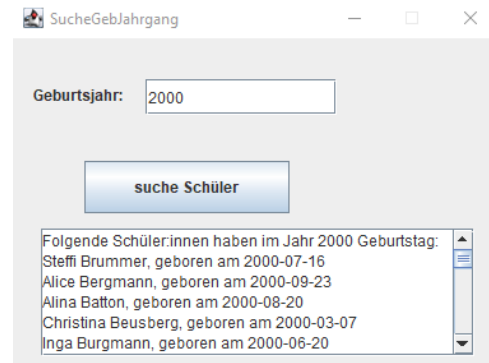 SucheGebJahrgang
Geburtsjahr: 2000
suche Schüler
Folgende Schüler:innen haben im Jahr 2000 Geburtstag:
Steffi Brummer, geboren am 2000-07-16
Alice Bergmann, geboren am 2000-09-23
Alina Batton, geboren am 2000-08-20
Christina Beusberg, geboren am 2000-03-07
Inga Burgmann, geboren am 2000-06-20